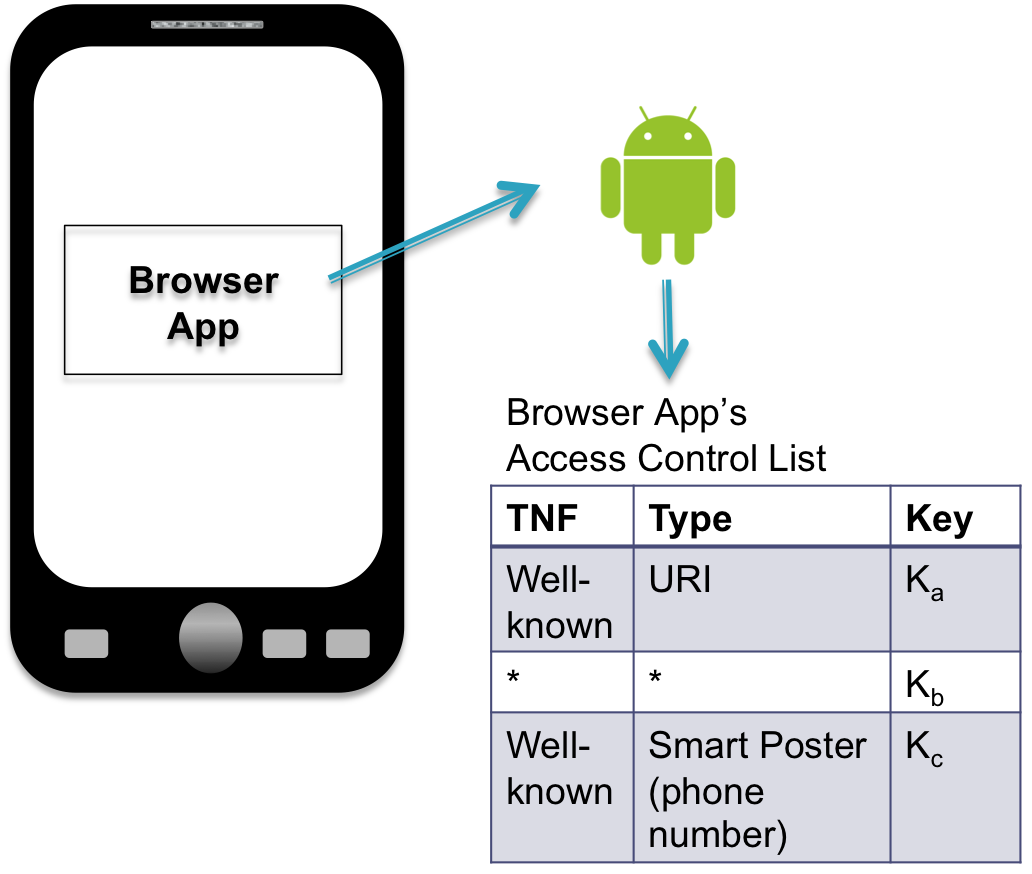 Browser
App
Browser App’s
Access Control List
TNF Type Key
Well-
known
URI
Ka
* * Kb
Well-
known
Smart Poster
(phone
number)
Kc